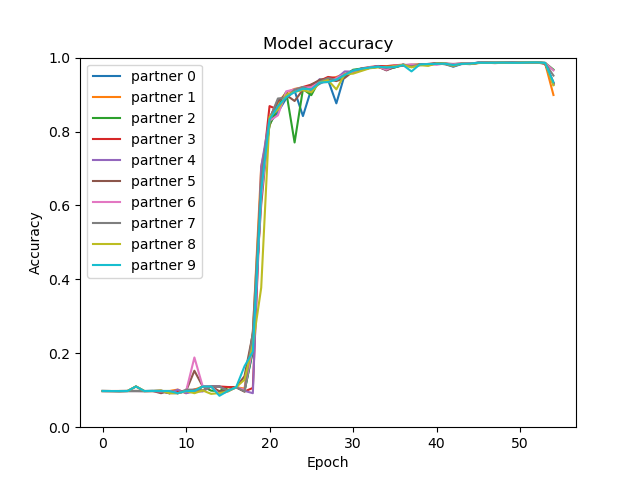 Model accuracy
1.0
0.8
0.6
0.4
0.2
0.0
Accuracy
partner 0
partner 1
partner 2
partner 3
partner 4
partner 5
partner 6
partner 7
partner 8
partner 9
0 10 20 30 40 50
Epoch